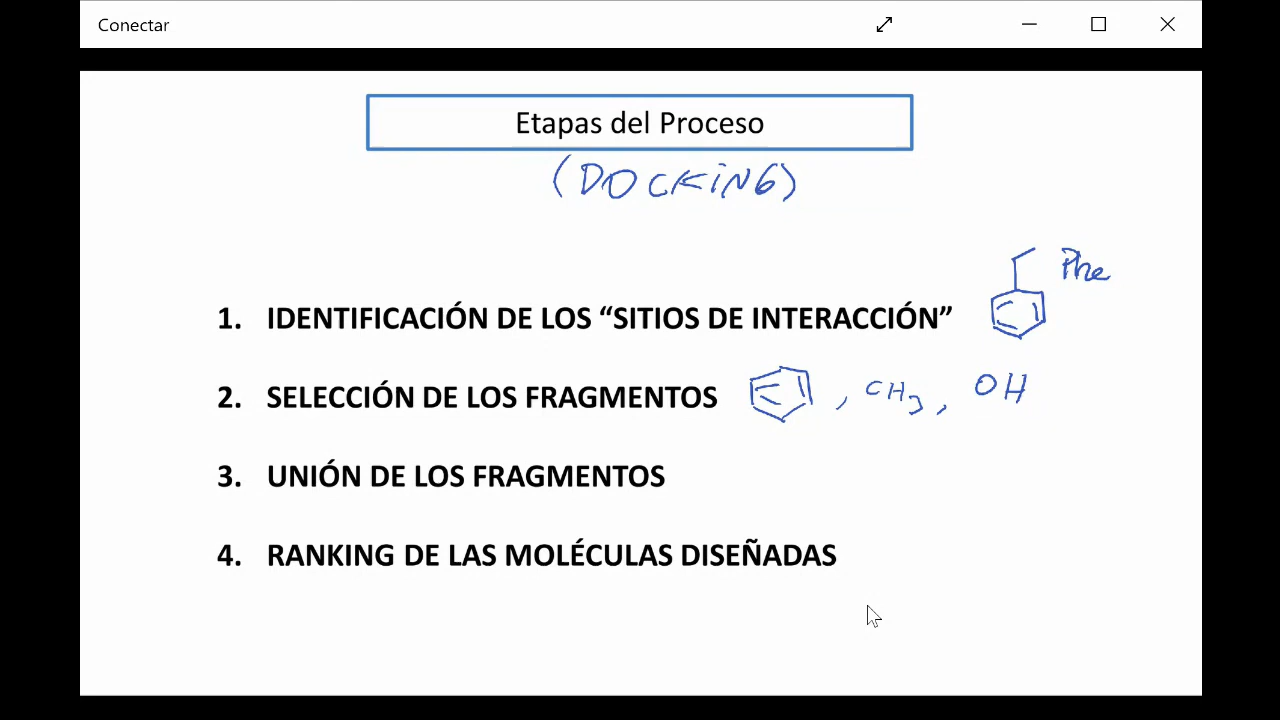 Conectar
Etapas del Proceso
(DOCKiNG)
Phe
1. IDENTIFICACIÓN DE LOS “SITIOS DE INTERACCIÓN”
2. SELECCIÓN DE LOS FRAGMENTOS , CH3, OH
3. UNIÓN DE LOS FRAGMENTOS
4. RANKING DE LAS MOLÉCULAS DISEÑADAS